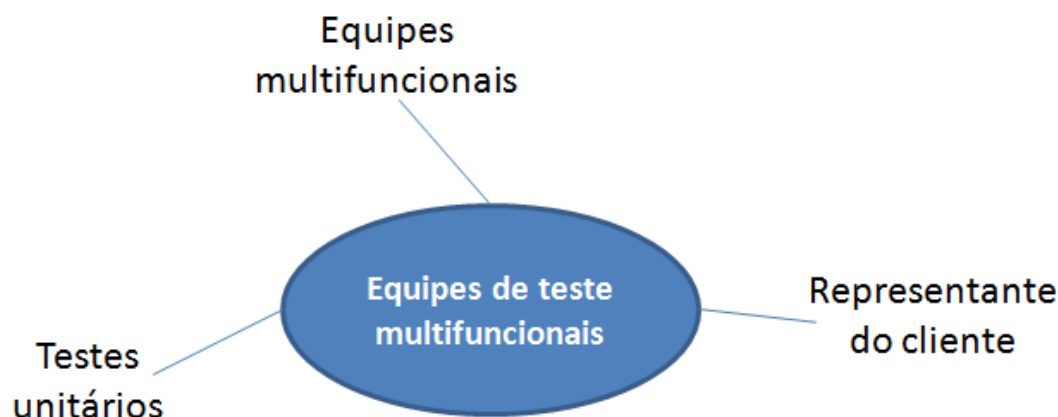 Equipes
multifuncionais
Equipes de teste
multifuncionais
Representante
do cliente
Testes
unitários